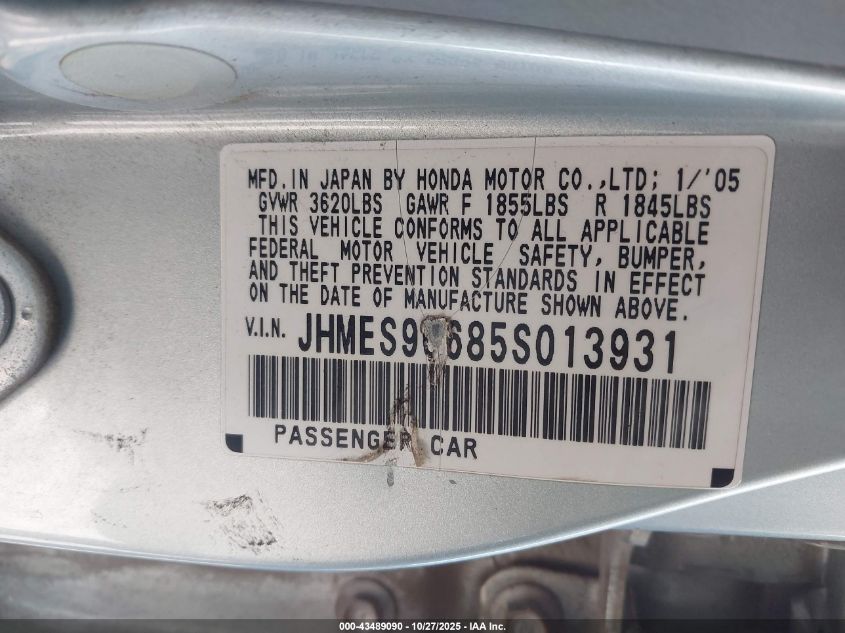 MFD.IN JAPAN BY HONDA MOTOR CO.,LTD; 1/'05
GVWR 3620LBS GAWR F 1855LBS R 1845LBS
THIS VEHICLE CONFORMS TO ALL APPLICABLE
FEDERAL MOTOR VEHICLE SAFETY, BUMPER,
AND THEFT PREVENTION STANDARDS IN EFFECT
ON THE DATE OF MANUFACTURE SHOWN ABOVE.
V.I.N.
PASSENGER CAR
000-43489090 - 10/27/2025 - IAA Inc.